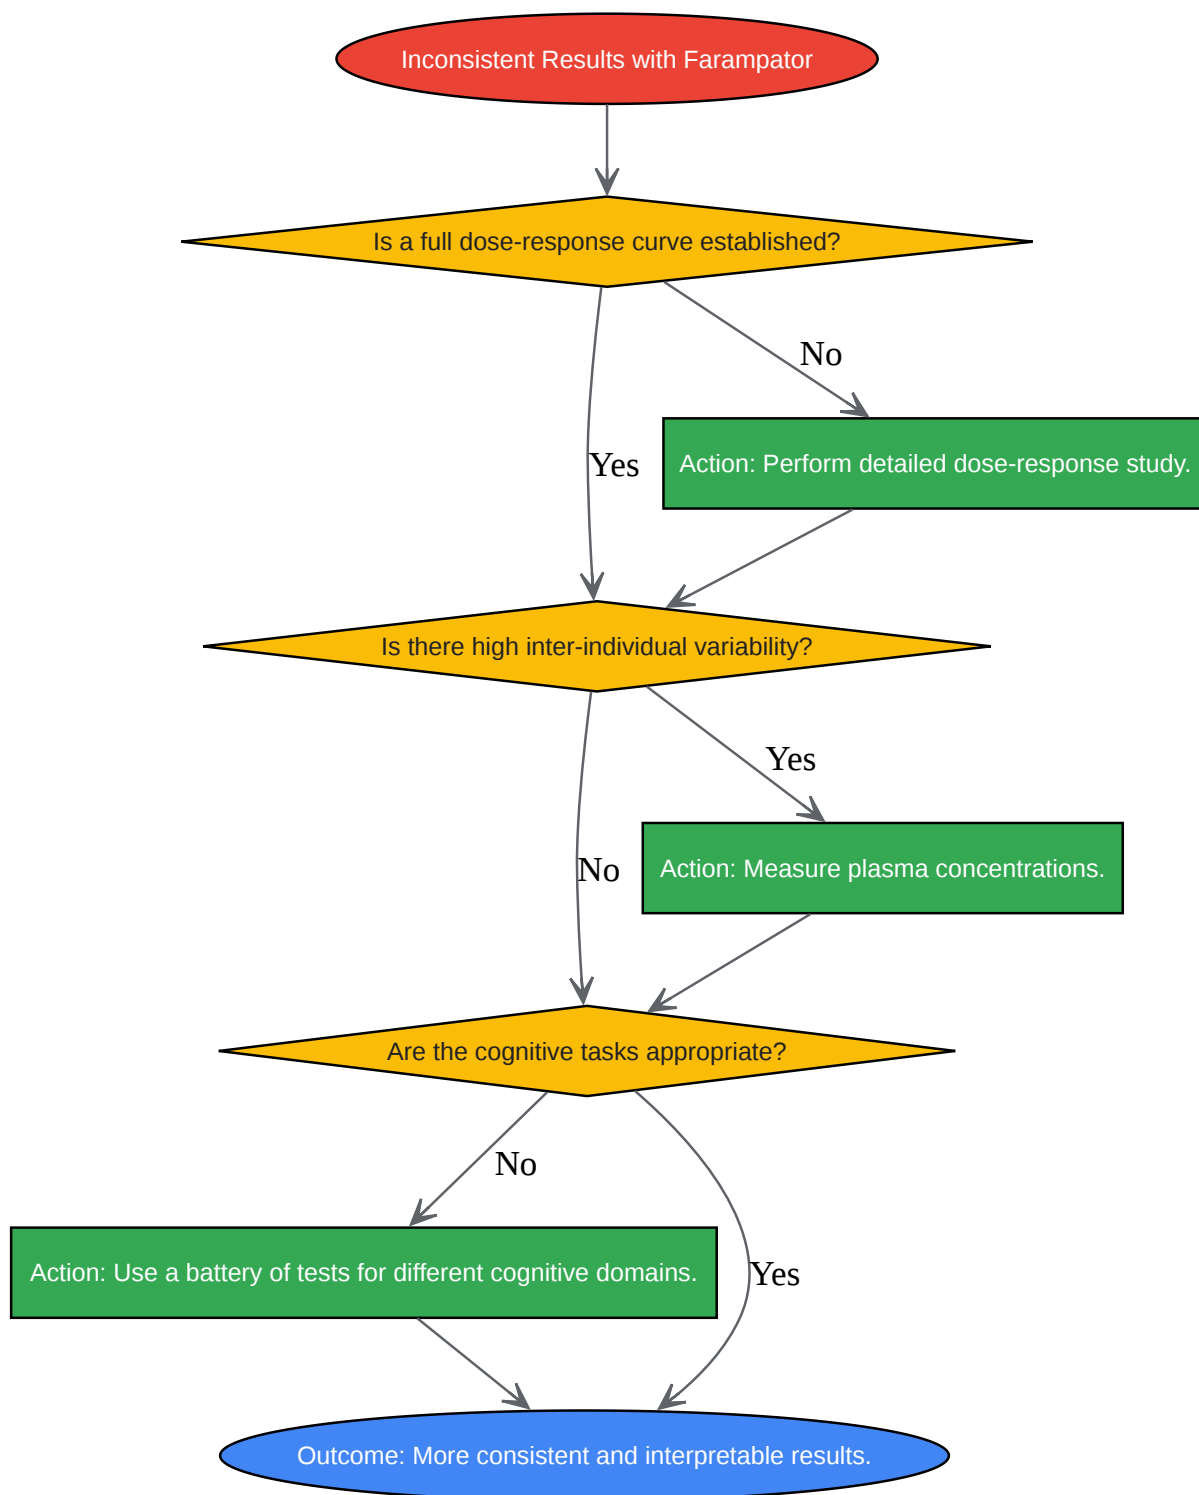 Inconsistent Results with Farampator
Is a full dose-response curve established?
No
Yes
Action: Perform detailed dose-response study.
Is there high inter-individual variability?
Yes
No
Action: Measure plasma concentrations.
Are the cognitive tasks appropriate?
No
Action: Use a battery of tests for different cognitive domains.
Yes
Outcome: More consistent and interpretable results.